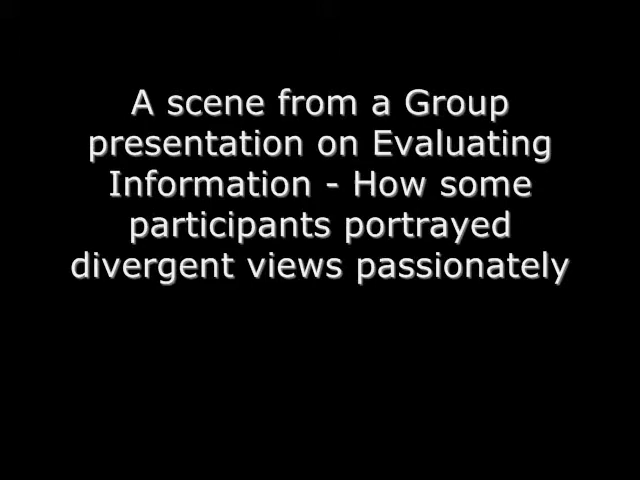 A scene from a Group
presentation on Evaluating
Information - How some
participants portrayed
divergent views passionately